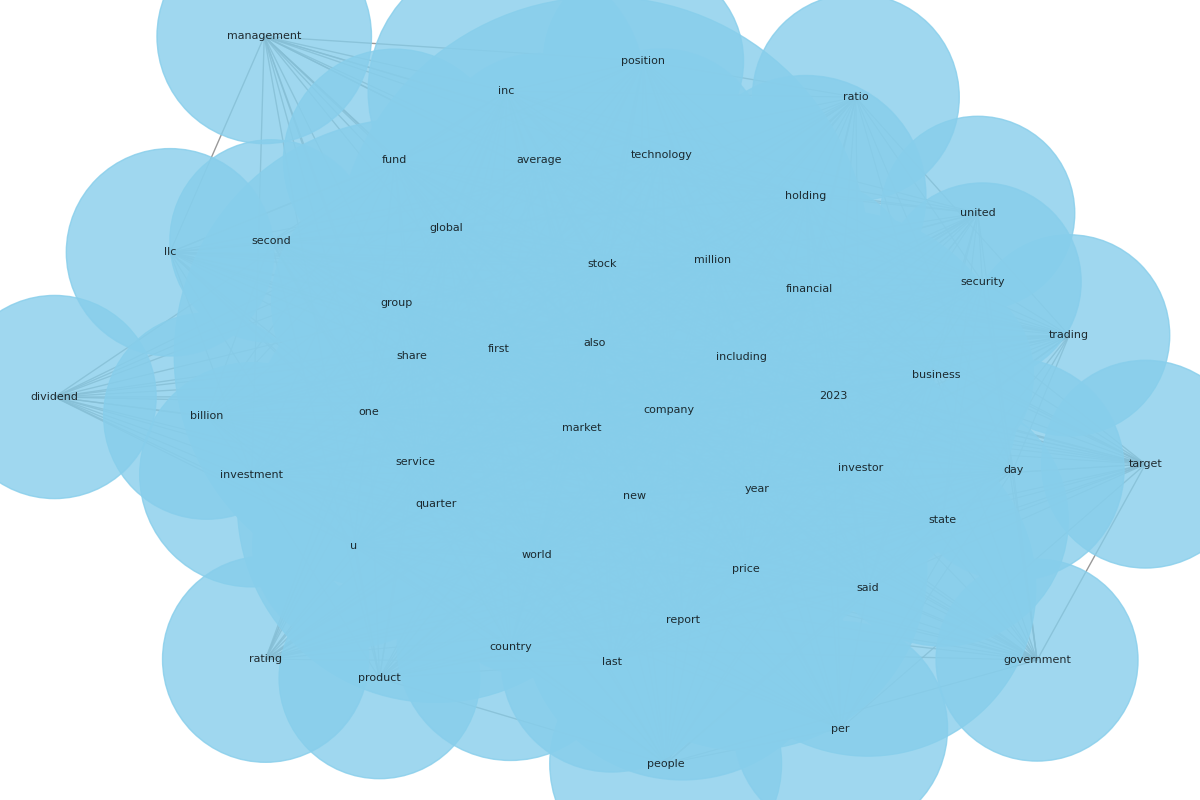 management
position
inc
ratio
technology
fund
average
holding
united
global
second
llc
million
stock
security
financial
group
trading
also
first
share
including
business
2023
dividend
company
one
billion
market
service
target
investor
day
investment
year
new
quarter
state
u
world
price
said
report
country
rating
government
last
product
per
people